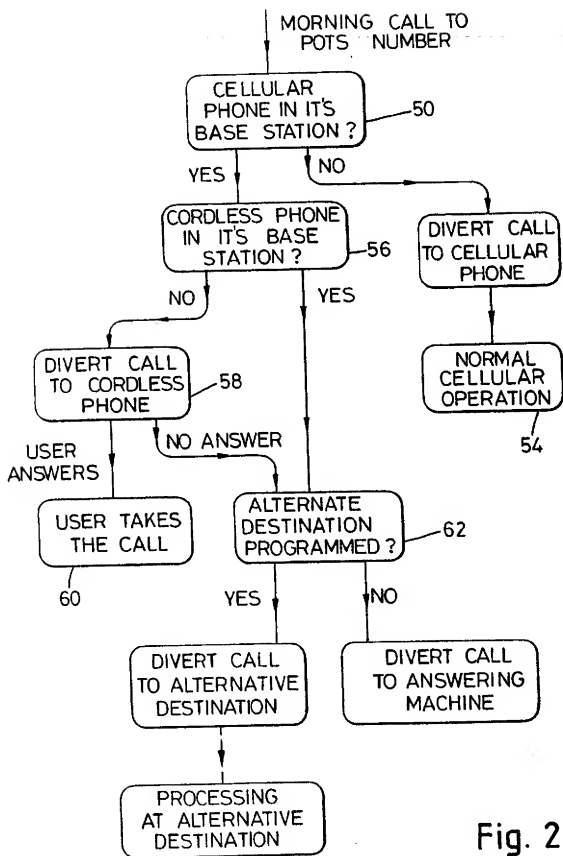 MORNING CALL TO
POTS NUMBER
CELLULAR
PHONE IN IT'S
BASE STATION ?
50
YES
NO
CORDLESS PHONE
IN IT'S BASE
STATION ?
56
DIVERT CALL
TO CELLULAR
PHONE
NO
YES
DIVERT CALL
TO CORDLESS
PHONE
58
NORMAL
CELLULAR
OPERATION
54
USER
ANSWERS
NO ANSWER
USER TAKES
THE CALL
60
ALTERNATE
DESTINATION
PROGRAMMED ?
62
YES
NO
DIVERT CALL
TO ALTERNATIVE
DESTINATION
DIVERT CALL
TO ANSWERING
MACHINE
PROCESSING
AT ALTERNATIVE
DESTINATION
Fig. 2